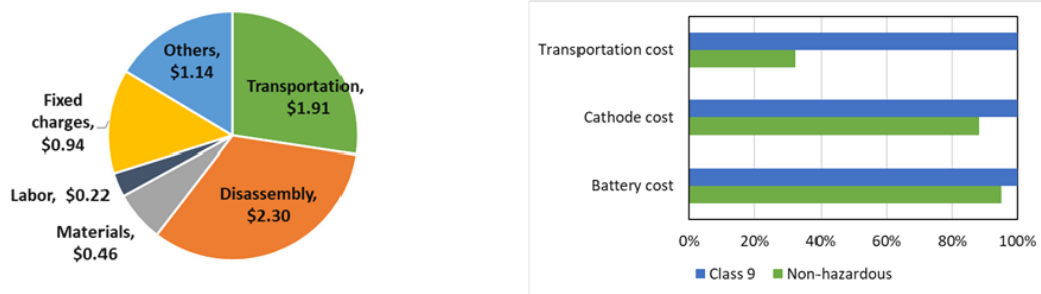 Others,
$1.14
Transportation,
$1.91
Fixed
charges,
$0.94
Disassembly,
$2.30
Labor, $0.22
Materials,
$0.46
Transportation cost
Cathode cost
Battery cost
0% 20% 40% 60% 80% 100%
Class 9 Non-hazardous